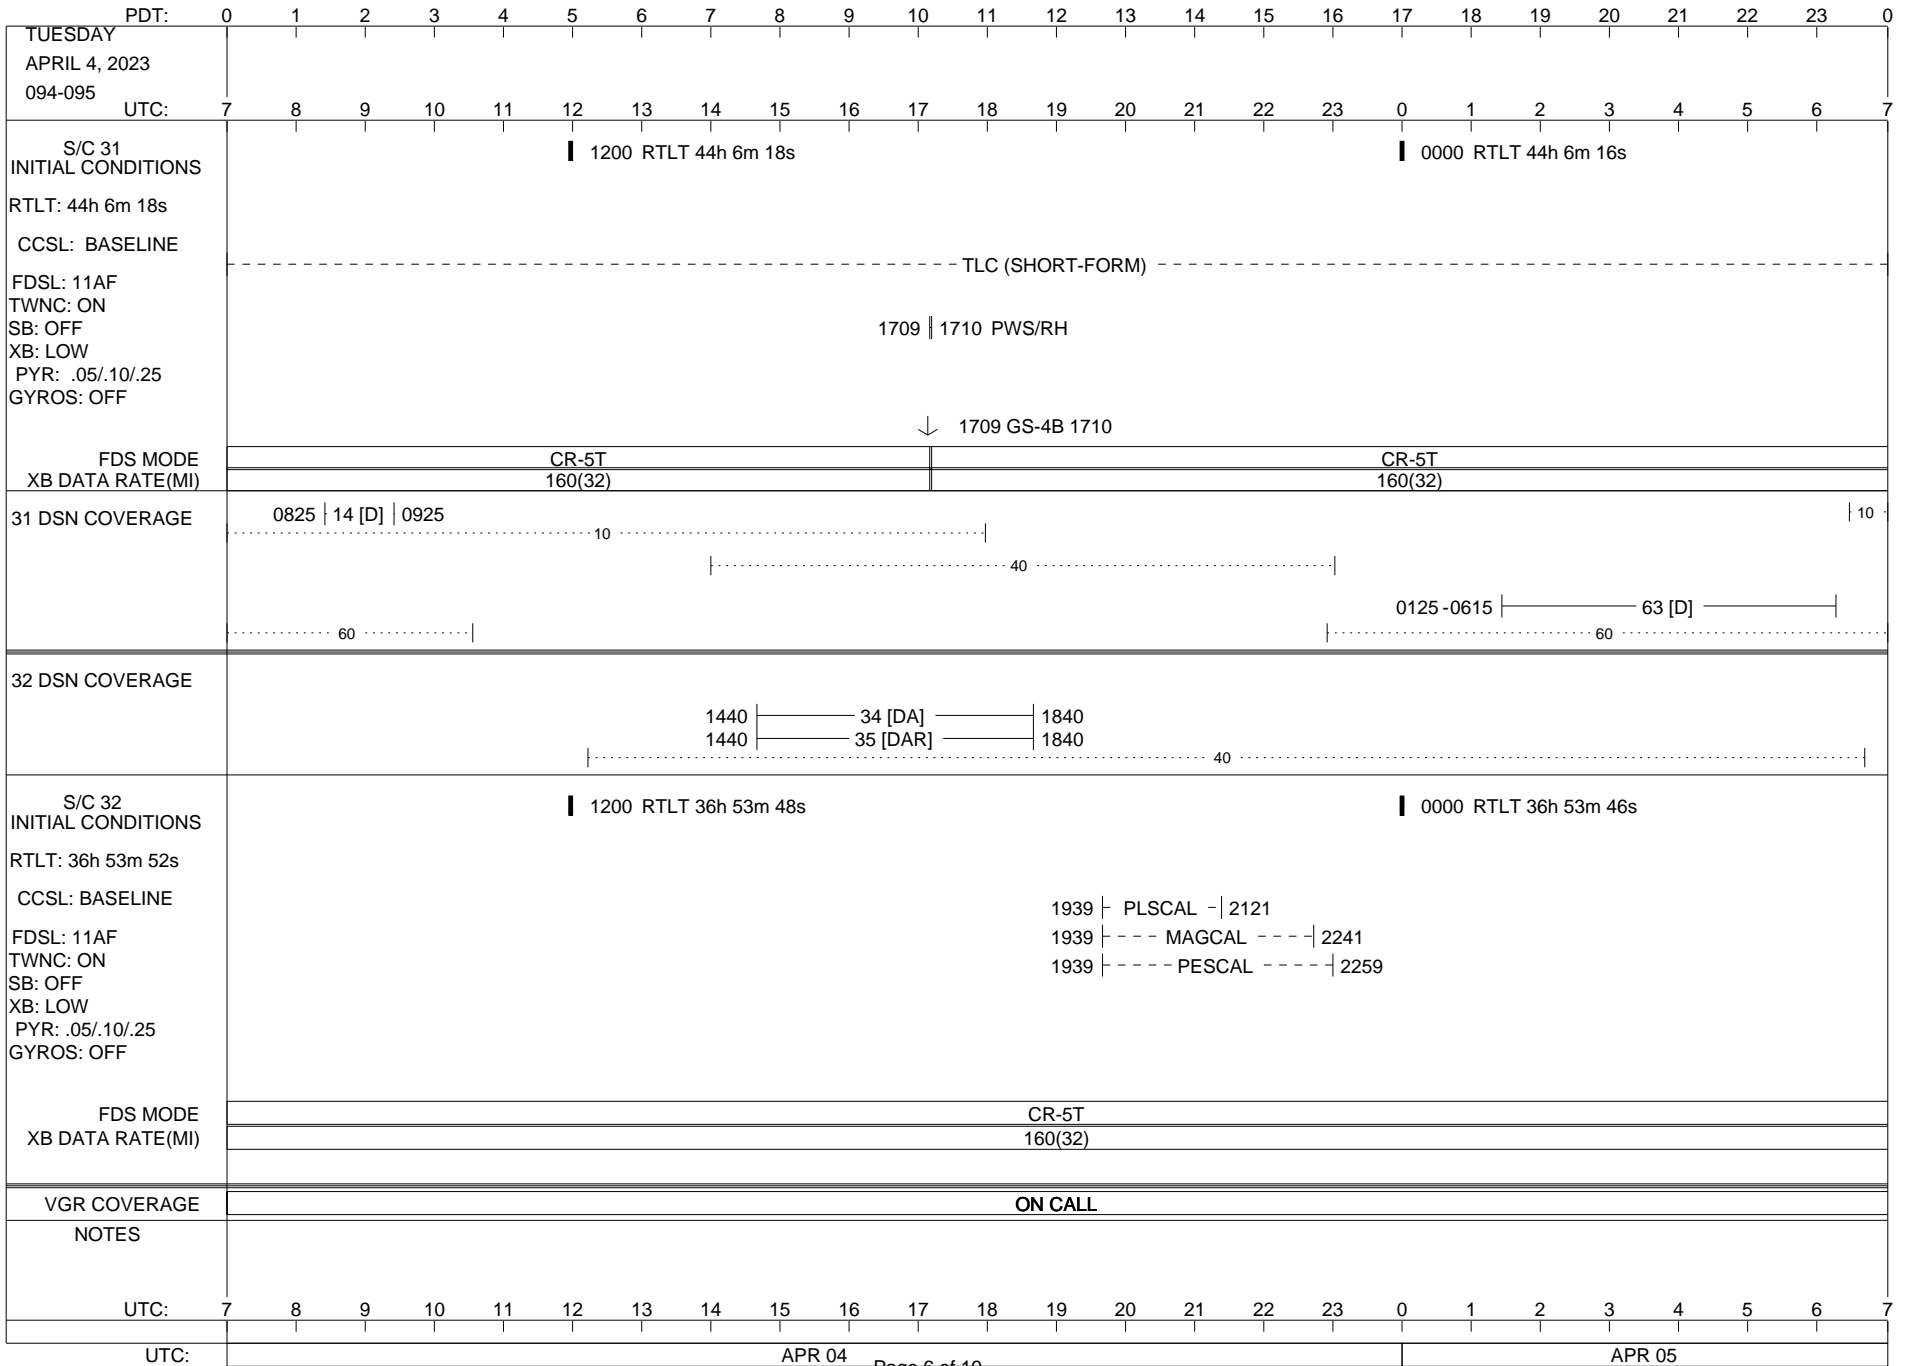 PDT: 0 1 2 3 4 5 6 7 8 9 10 11 12 13 14 15 16 17 18 19 20 21 22 23 0
TUESDAY
APRIL 4, 2023
094-095
UTC: 7 8 9 10 11 12 13 14 15 16 17 18 19 20 21 22 23 0 1 2 3 4 5 6 7
S/C 31
INITIAL CONDITIONS
1200 RTLT 44h 6m 18s
0000 RTLT 44h 6m 16s
RTLT: 44h 6m 18s
CCSL: BASELINE
TLC (SHORT-FORM)
FDSL: 11AF
TWNC: ON
SB: OFF
1709 1710 PWS/RH
XB: LOW
PYR: .05/.10/.25
GYROS: OFF
1709 GS-4B 1710
FDS MODE CR-5T CR-5T
XB DATA RATE(MI) 160(32) 160(32)
31 DSN COVERAGE
0825 14 [D] 0925
10
10
40
0125 -0615 63 [D]
60
60
32 DSN COVERAGE
1440 34 [DA] 1840
1440 35 [DAR] 1840
40
S/C 32
INITIAL CONDITIONS
1200 RTLT 36h 53m 48s
0000 RTLT 36h 53m 46s
RTLT: 36h 53m 52s
CCSL: BASELINE
1939 PLSCAL 2121
FDSL: 11AF
1939 MAGCAL 2241
TWNC: ON
1939 PESCAL 2259
SB: OFF
XB: LOW
PYR: .05/.10/.25
GYROS: OFF
FDS MODE CR-5T
XB DATA RATE(MI) 160(32)
VGR COVERAGE ON CALL
NOTES
UTC: 7 8 9 10 11 12 13 14 15 16 17 18 19 20 21 22 23 0 1 2 3 4 5 6 7
UTC: APR 04 APR 05
Page 6 of 19